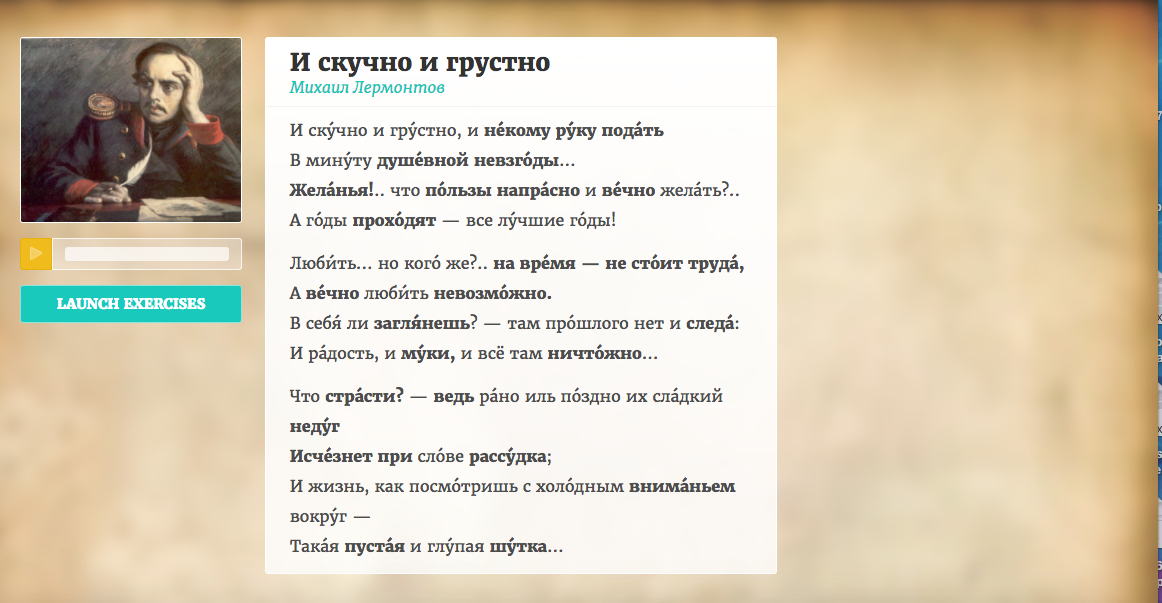 И скучно и грустно
Михаил Лермонтов
И ску́чно и гру́стно, и не́кому ру́ку пода́ть
В мину́ту душе́вной невзго́ды...
Жела́нья!.. что по́льзы напра́сно и ве́чно жела́ть?..
А го́ды прохо́дят — все лу́чшие го́ды!
Люби́ть... но кого́ же?.. на вре́мя — не сто́ит труда́,
А ве́чно люби́ть невозмо́жно.
В себя́ ли загля́нешь? — там про́шлого нет и следа́:
И ра́дость, и му́ки, и всё там ничто́жно...
Что стра́сти? — ведь ра́но иль по́здно их сла́дкий
неду́г
Исче́знет при сло́ве рассу́дка;
И жизнь, как посмо́тришь с холо́дным внима́ньем
вокру́г —
Така́я пуста́я и глу́пая шу́тка...
LAUNCH EXERCISES